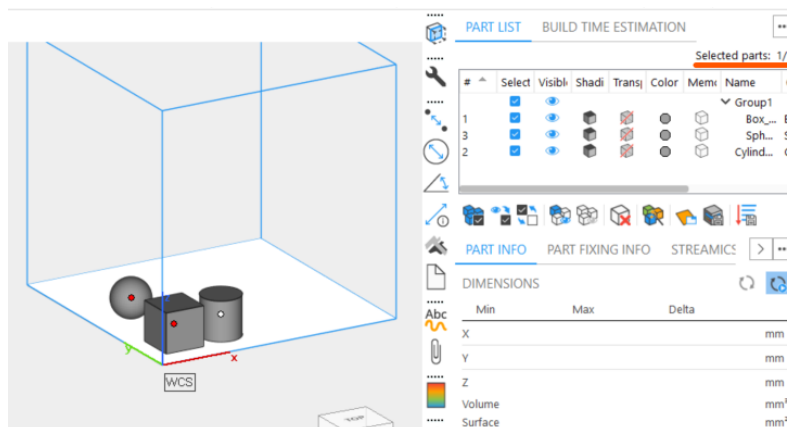 PART LIST BUILD TIME ESTIMATION
Selected parts: 1/
# Select Visible Shadi Transp Color Memo Name
Group1
1 Box_...
3 Sph...
2 Cylind...
PART INFO PART FIXING INFO STREAMICS
DIMENSIONS
Min Max Delta
X mm
Y mm
Z mm
Volume mm³
Surface mm²
Abc
y
x
WCS
TOP